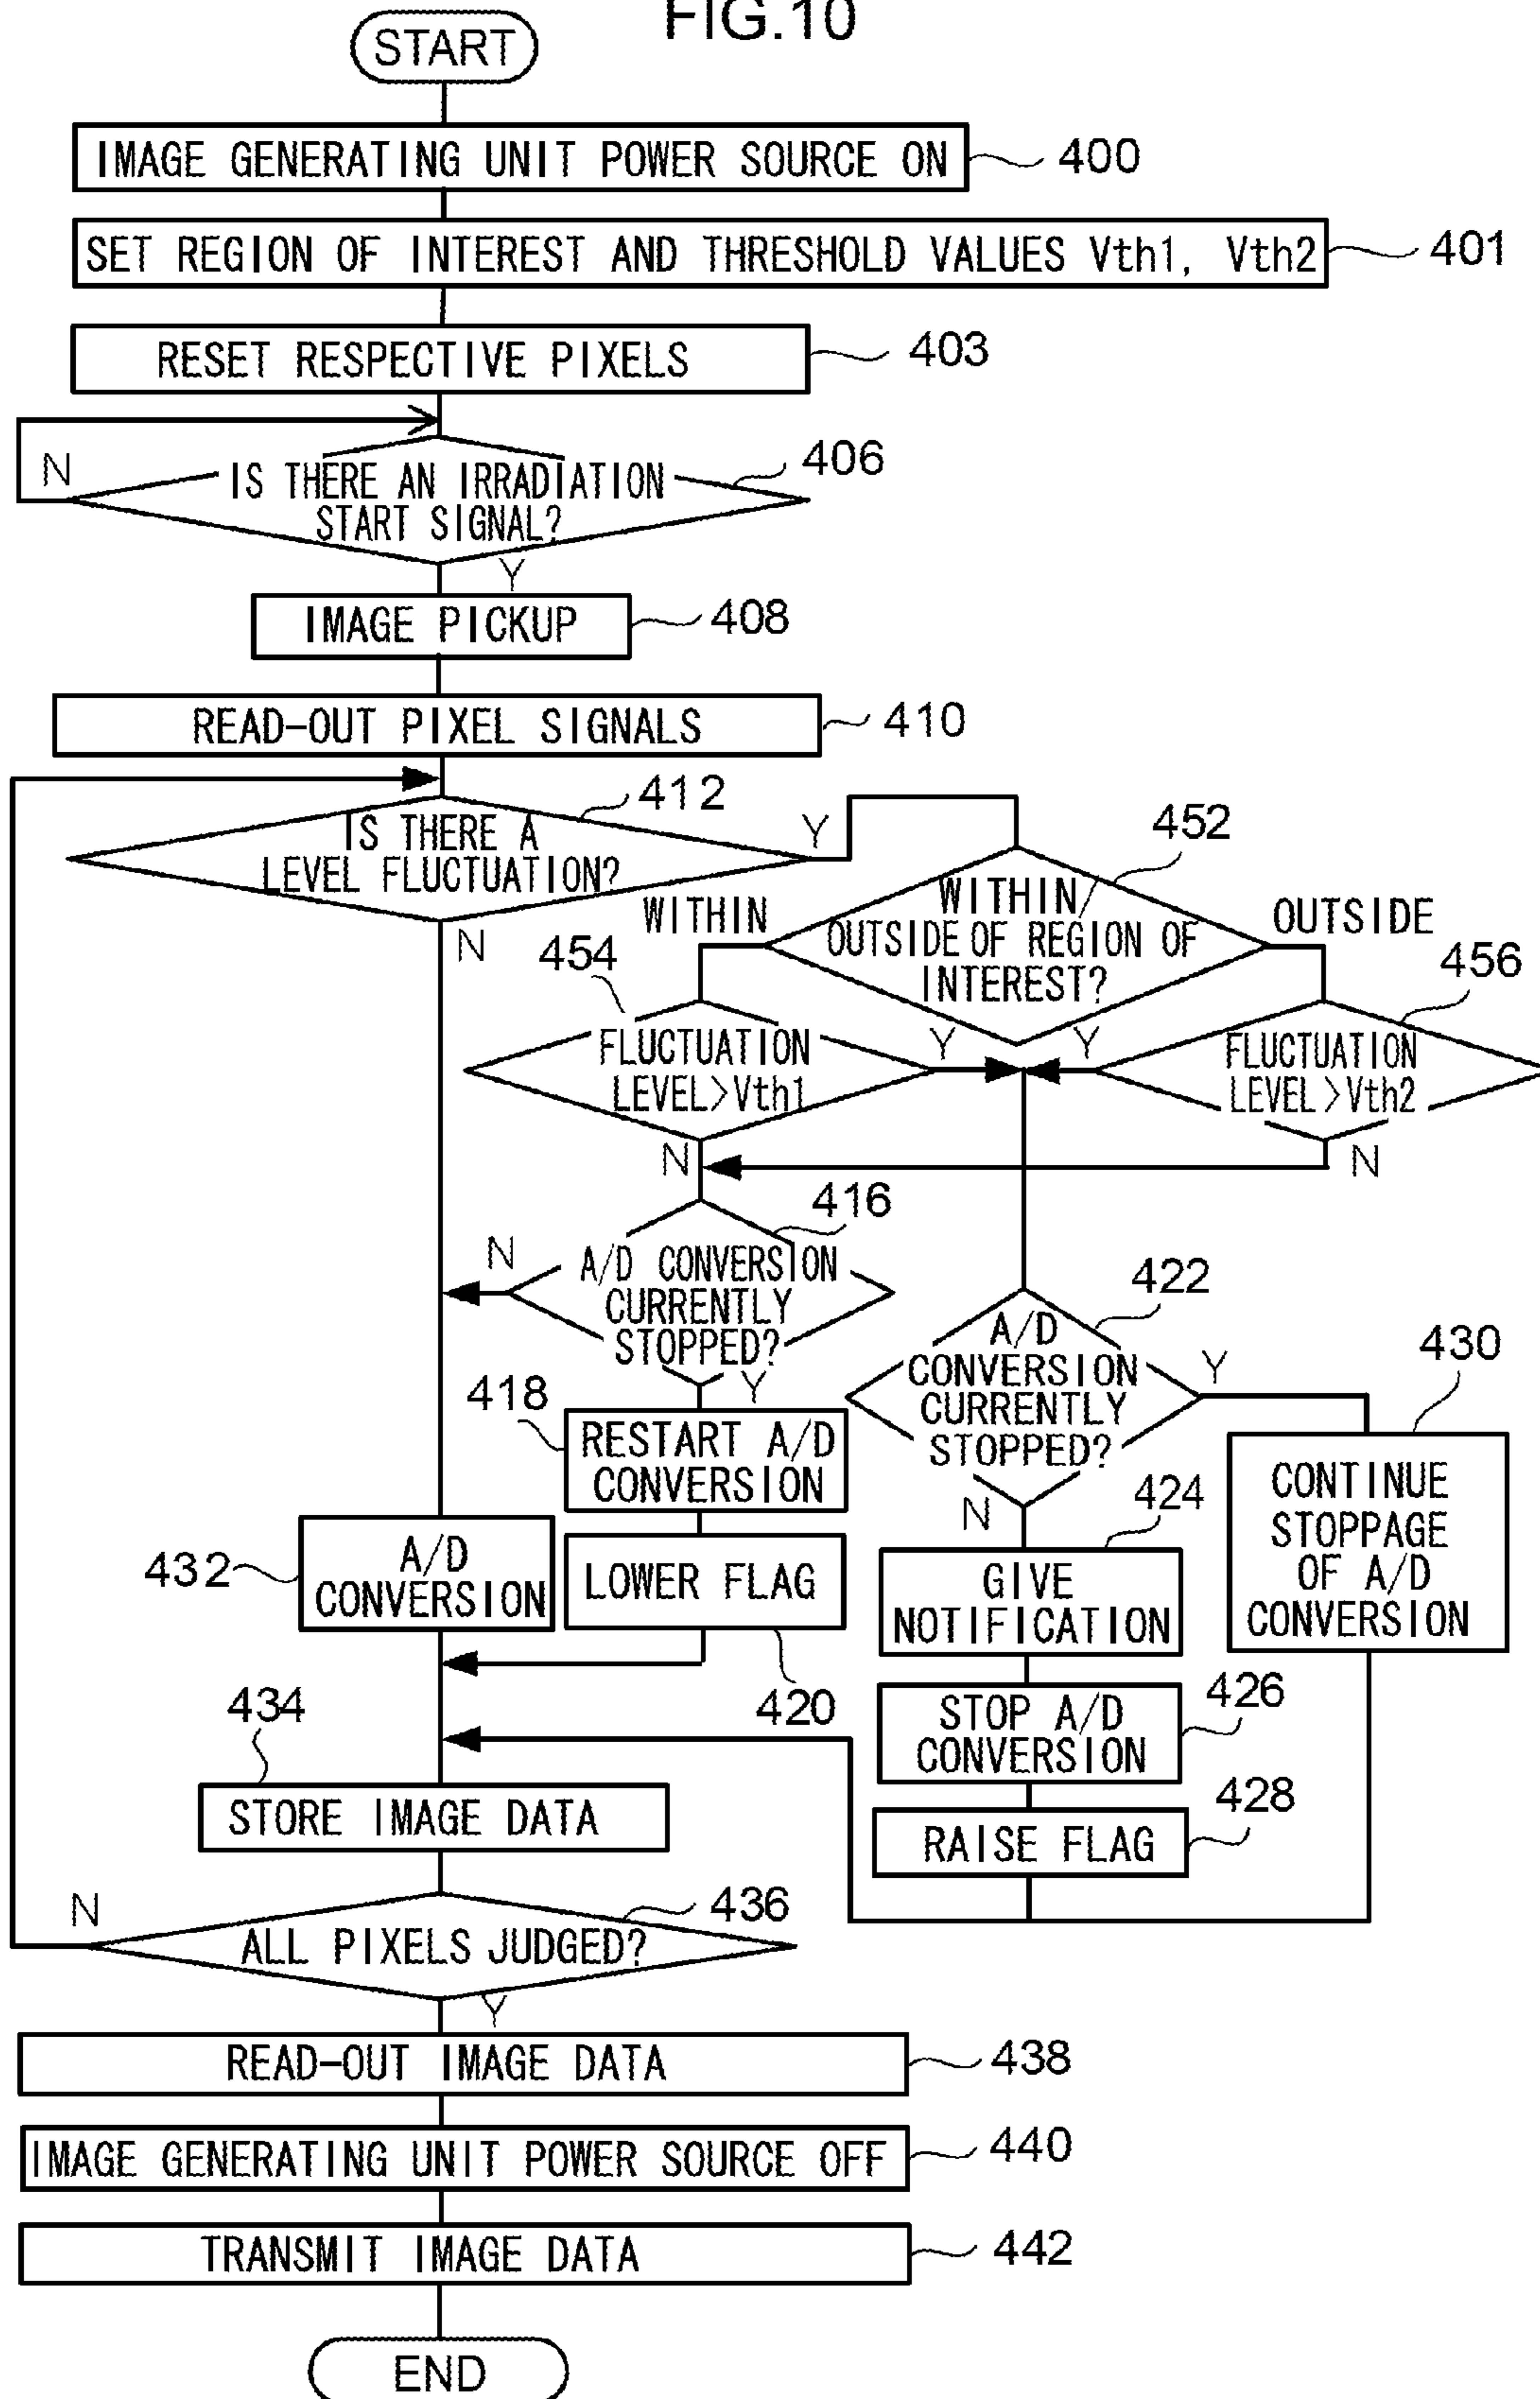 FIG.10
START
IMAGE GENERATING UNIT POWER SOURCE ON
400
SET REGION OF INTEREST AND THRESHOLD VALUES Vth1, Vth2
401
RESET RESPECTIVE PIXELS
403
N
IS THERE AN IRRADIATION
START SIGNAL?
406
Y
IMAGE PICKUP
408
READ-OUT PIXEL SIGNALS
410
IS THERE A
LEVEL FLUCTUATION?
412
Y
N
WITHIN/
OUTSIDE OF REGION OF
INTEREST?
452
WITHIN
OUTSIDE
454
FLUCTUATION
LEVEL>Vth1
Y
N
456
FLUCTUATION
LEVEL>Vth2
Y
N
416
A/D CONVERSION
CURRENTLY
STOPPED?
N
Y
418
RESTART A/D
CONVERSION
LOWER FLAG
420
422
A/D
CONVERSION
CURRENTLY
STOPPED?
Y
N
430
CONTINUE
STOPPAGE
OF A/D
CONVERSION
424
GIVE
NOTIFICATION
STOP A/D
CONVERSION
426
RAISE FLAG
428
432
A/D
CONVERSION
434
STORE IMAGE DATA
N
ALL PIXELS JUDGED?
436
Y
READ-OUT IMAGE DATA
438
IMAGE GENERATING UNIT POWER SOURCE OFF
440
TRANSMIT IMAGE DATA
442
END